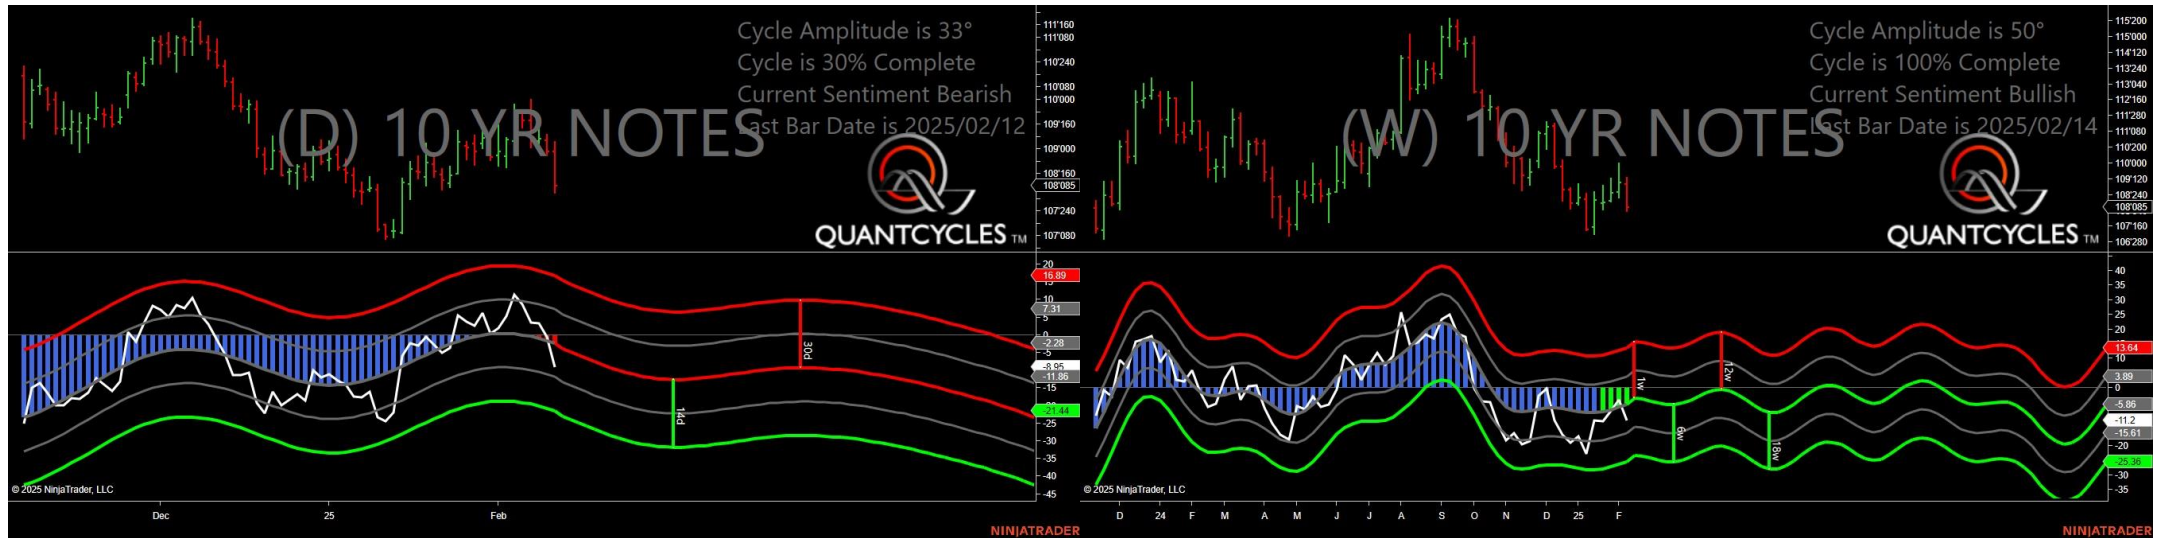 Cycle Amplitude is 33°
Cycle is 30% Complete
Current Sentiment Bearish
Last Bar Date is 2025/02/12
(D) 10 YR NOTES
QUANTCYCLES TM
111'160
111'080
110'240
110'080
110'000
109'160
109'000
108'160
108'085
107'240
107'080
20
16.89
10
7.31
5
0
-2.28
-5
-8.95
-11.86
-15
-21.44
-25
-30
-35
-40
-45
14d
30d
© 2025 NinjaTrader, LLC
Dec
25
Feb
NINJATRADER
Cycle Amplitude is 50°
Cycle is 100% Complete
Current Sentiment Bullish
Last Bar Date is 2025/02/14
(W) 10 YR NOTES
QUANTCYCLES TM
115'200
115'000
114'120
113'240
113'040
112'160
111'280
111'080
110'200
110'000
109'120
108'240
108'085
107'160
106'280
40
35
30
25
20
13.64
10
3.89
0
-5.86
-11.2
-15.61
-20
-25.36
-30
-35
1w
12w
6w
18w
© 2025 NinjaTrader, LLC
D
24
F
M
A
M
J
J
A
S
O
N
D
25
F
NINJATRADER